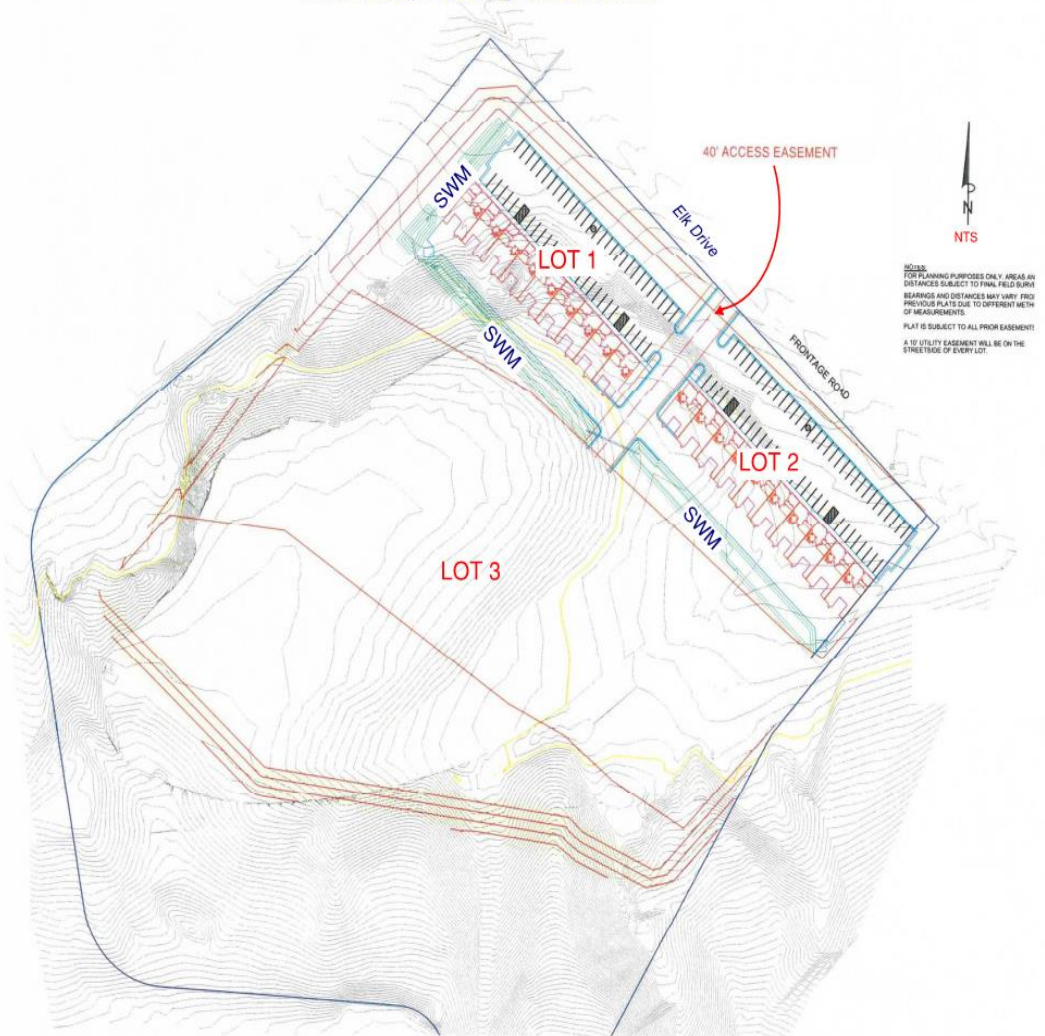 40' ACCESS EASEMENT
Elk Drive
SWM
LOT 1
N
NTS
NOTES:
FOR PLANNING PURPOSES ONLY. AREAS AN
DISTANCES SUBJECT TO FINAL FIELD SURV
BEARINGS AND DISTANCES MAY VARY FRO
PREVIOUS PLATS DUE TO DIFFERENT METH
OF MEASUREMENTS.
PLAT IS SUBJECT TO ALL PRIOR EASEMENTS
A 10' UTILITY EASEMENT WILL BE ON THE
STREETSIDE OF EVERY LOT.
SWM
FRONTAGE ROAD
LOT 2
SWM
LOT 3